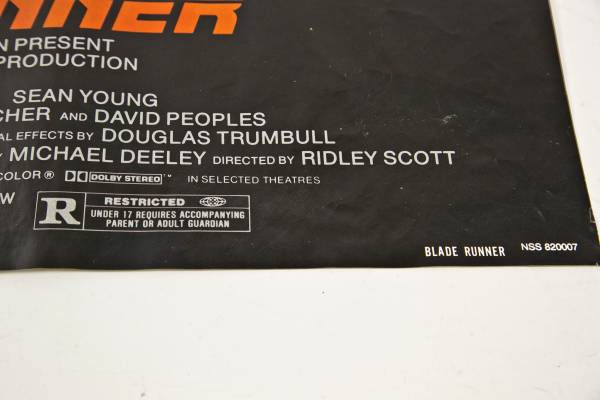 NNER
N PRESENT
PRODUCTION
SEAN YOUNG
CHER AND DAVID PEOPLES
AL EFFECTS BY DOUGLAS TRUMBULL
Y MICHAEL DEELEY DIRECTED BY RIDLEY SCOTT
COLOR® DOLBY STEREO ™ IN SELECTED THEATRES
W
R RESTRICTED
UNDER 17 REQUIRES ACCOMPANYING
PARENT OR ADULT GUARDIAN
BLADE RUNNER NSS 820007